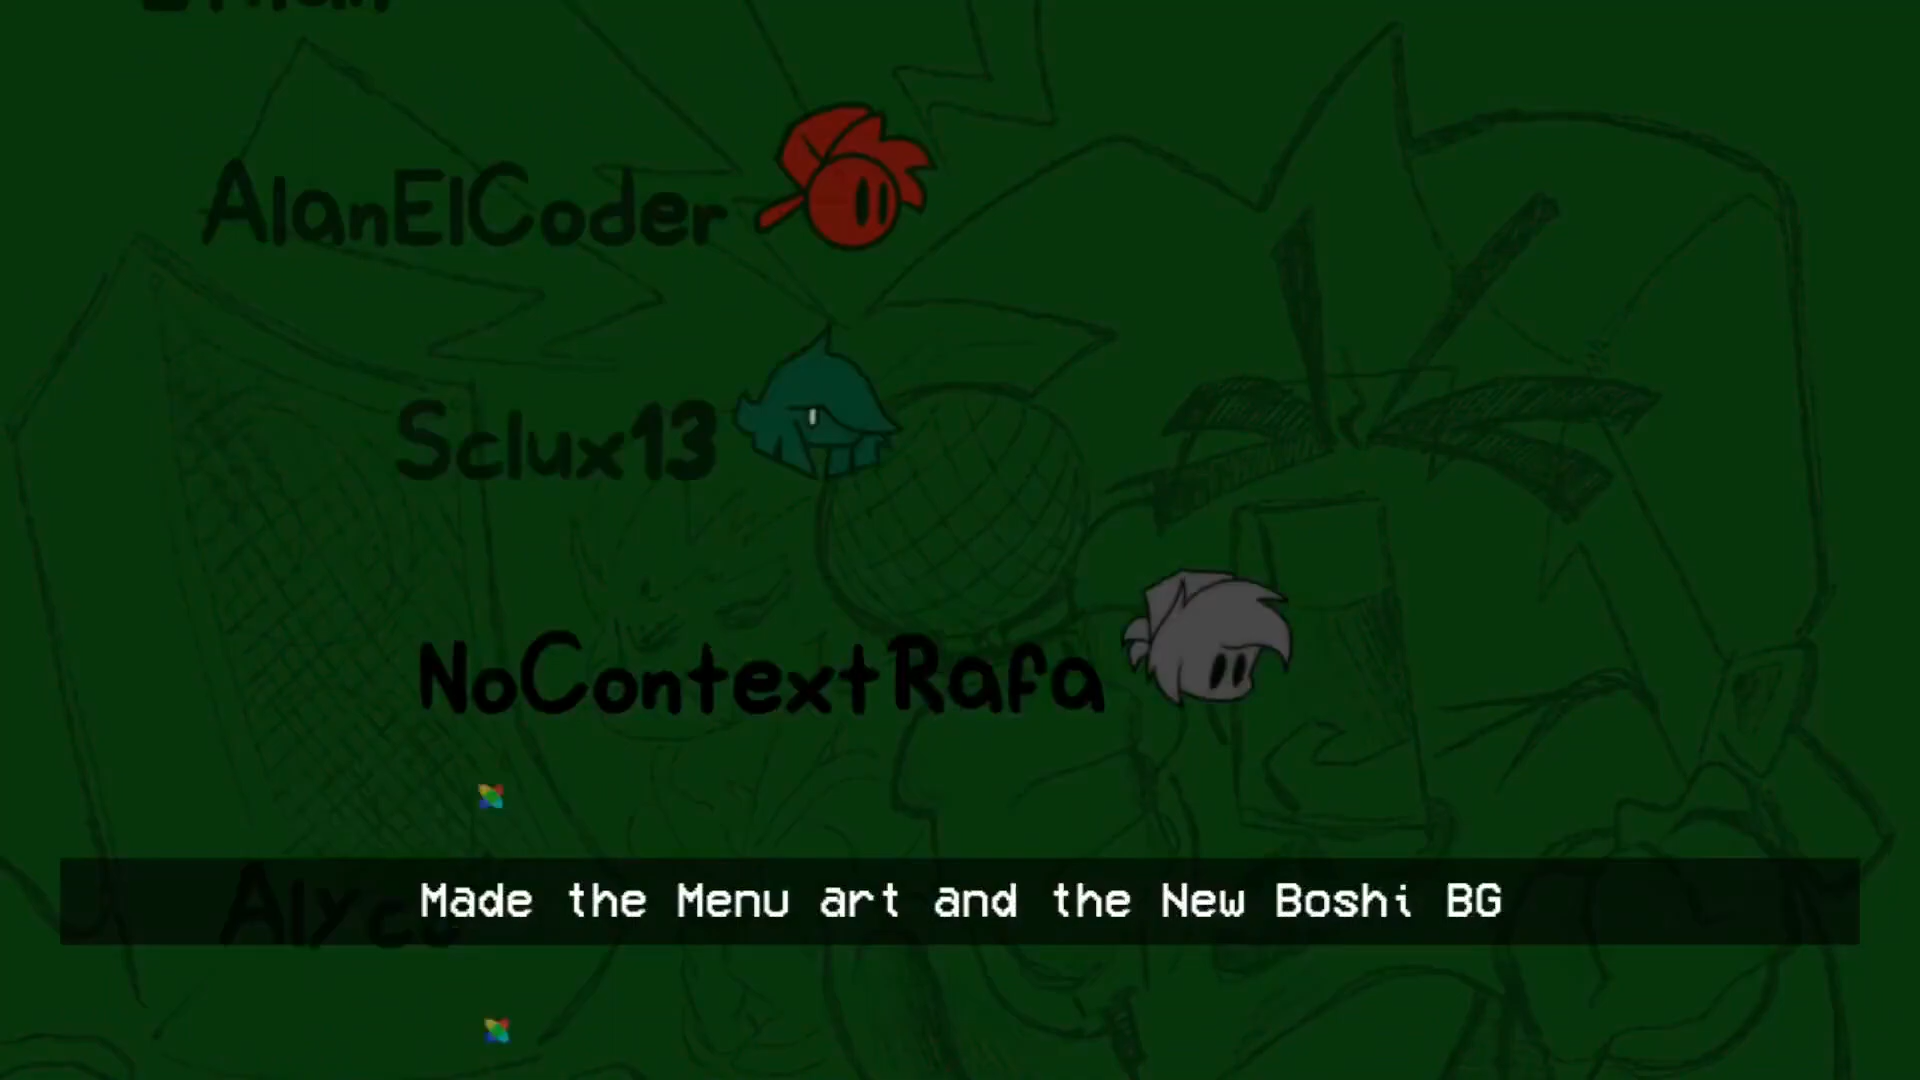 AlanElCoder
Sclux13
NoContextRafa
Made the Menu art and the New Boshi BG